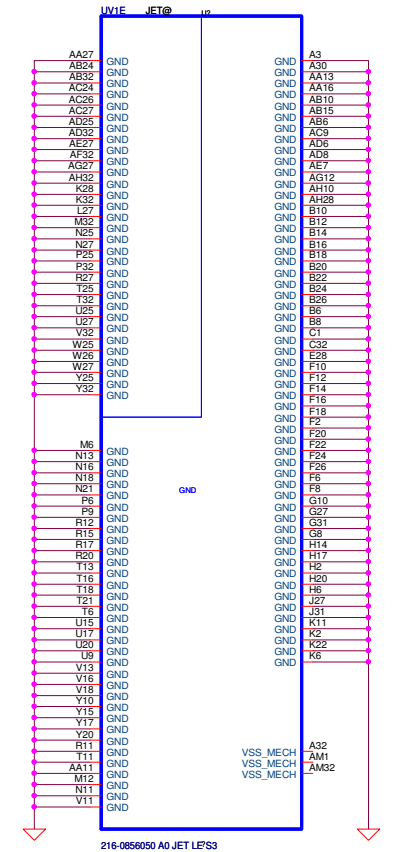 UV1E JET@ U?
AA27 GND
AB24 GND
AB32 GND
AC24 GND
AC26 GND
AC27 GND
AD25 GND
AD32 GND
AE27 GND
AF32 GND
AG27 GND
AH32 GND
K28 GND
K32 GND
L27 GND
M32 GND
N25 GND
N27 GND
P25 GND
P32 GND
R27 GND
T25 GND
T32 GND
U25 GND
U27 GND
V32 GND
W25 GND
W26 GND
W27 GND
Y25 GND
Y32 GND
M6 GND
N13 GND
N16 GND
N18 GND
N21 GND
P6 GND
P9 GND
R12 GND
R15 GND
R17 GND
R20 GND
T13 GND
T16 GND
T18 GND
T21 GND
T6 GND
U15 GND
U17 GND
U20 GND
U9 GND
V13 GND
V16 GND
V18 GND
Y10 GND
Y15 GND
Y17 GND
Y20 GND
R11 GND
T11 GND
AA11 GND
M12 GND
N11 GND
V11 GND
GND
GND A3
GND A30
GND AA13
GND AA16
GND AB10
GND AB15
GND AB6
GND AC9
GND AD6
GND AD8
GND AE7
GND AG12
GND AH10
GND AH28
GND B10
GND B12
GND B14
GND B16
GND B18
GND B20
GND B22
GND B24
GND B26
GND B6
GND B8
GND C1
GND C32
GND E28
GND F10
GND F12
GND F14
GND F16
GND F18
GND F2
GND F20
GND F22
GND F24
GND F26
GND F6
GND F8
GND G10
GND G27
GND G31
GND G8
GND H14
GND H17
GND H2
GND H20
GND H6
GND J27
GND J31
GND K11
GND K2
GND K22
GND K6
VSS_MECH A32
VSS_MECH AM1
VSS_MECH AM32
216-0856050 A0 JET LE